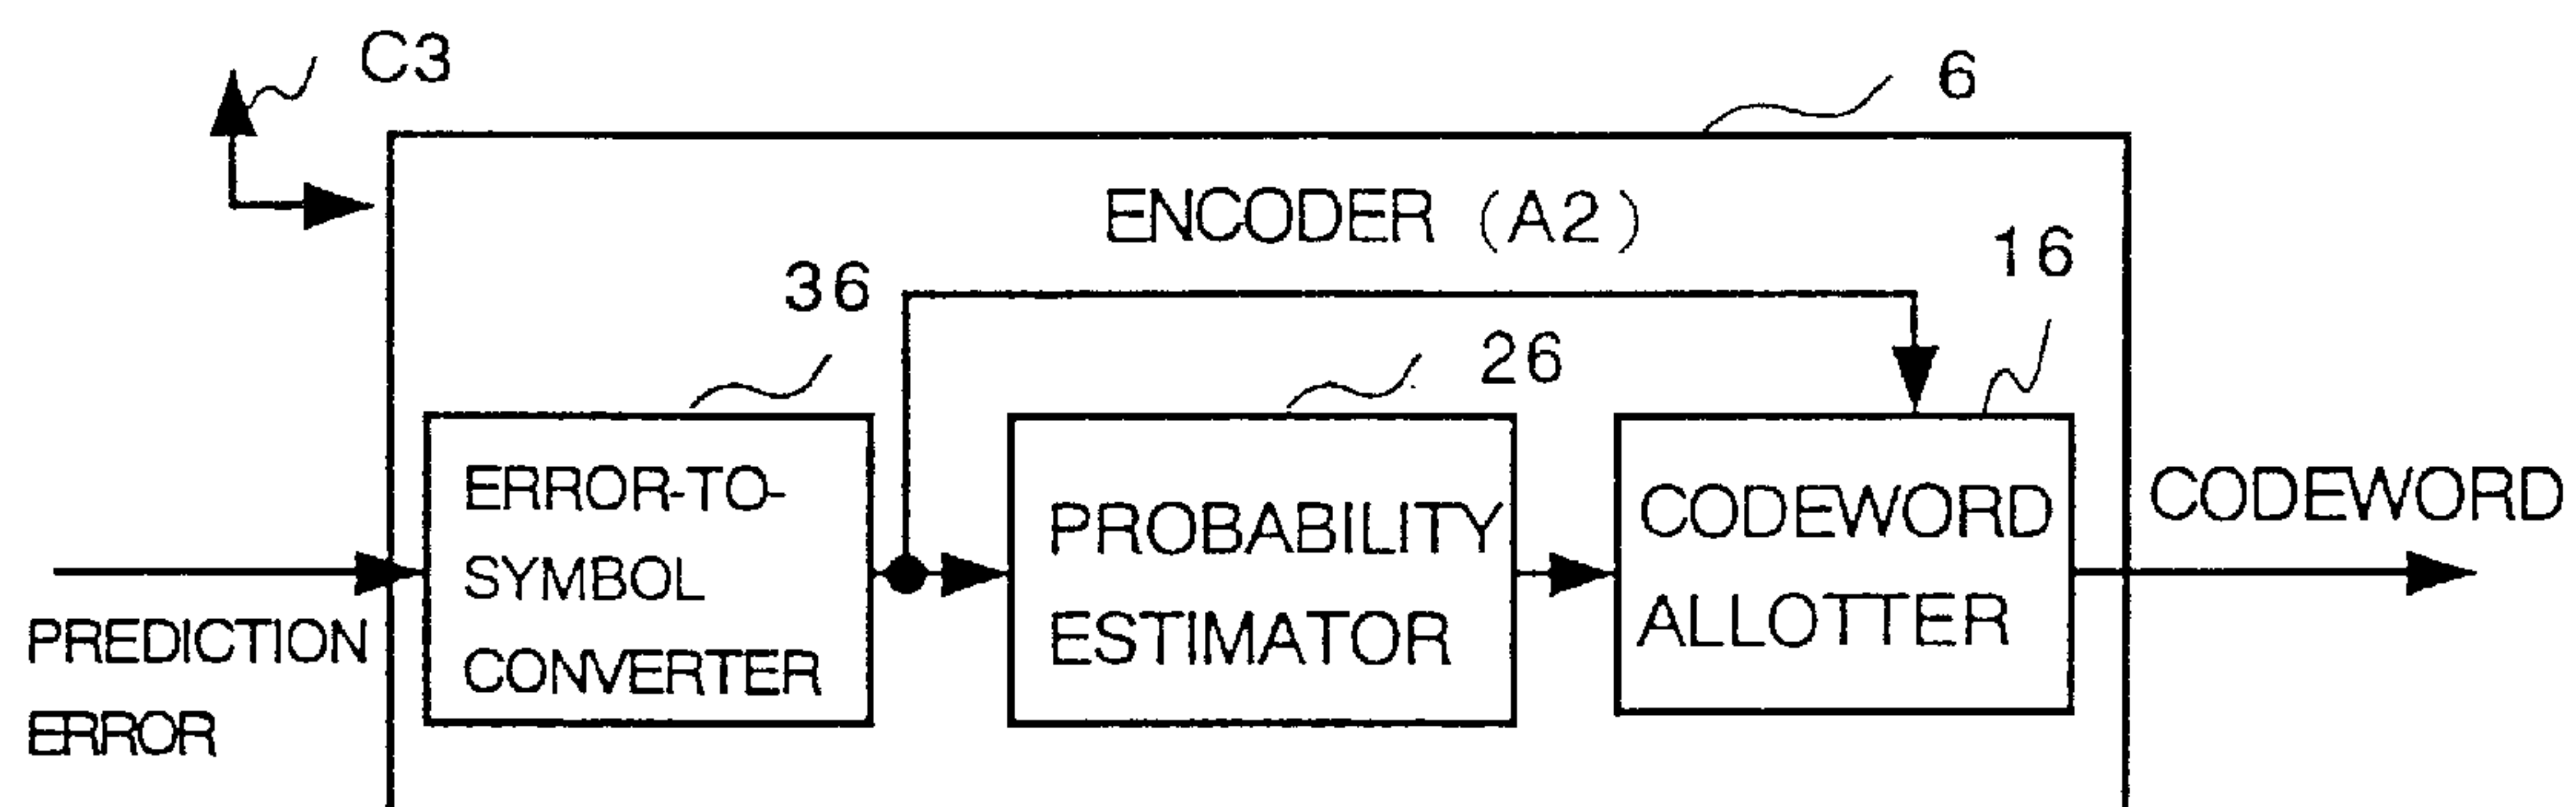 C3
6
ENCODER (A2)
16
36
26
ERROR-TO-
SYMBOL
CONVERTER
PROBABILITY
ESTIMATOR
CODEWORD
ALLOTTER
CODEWORD
PREDICTION
ERROR